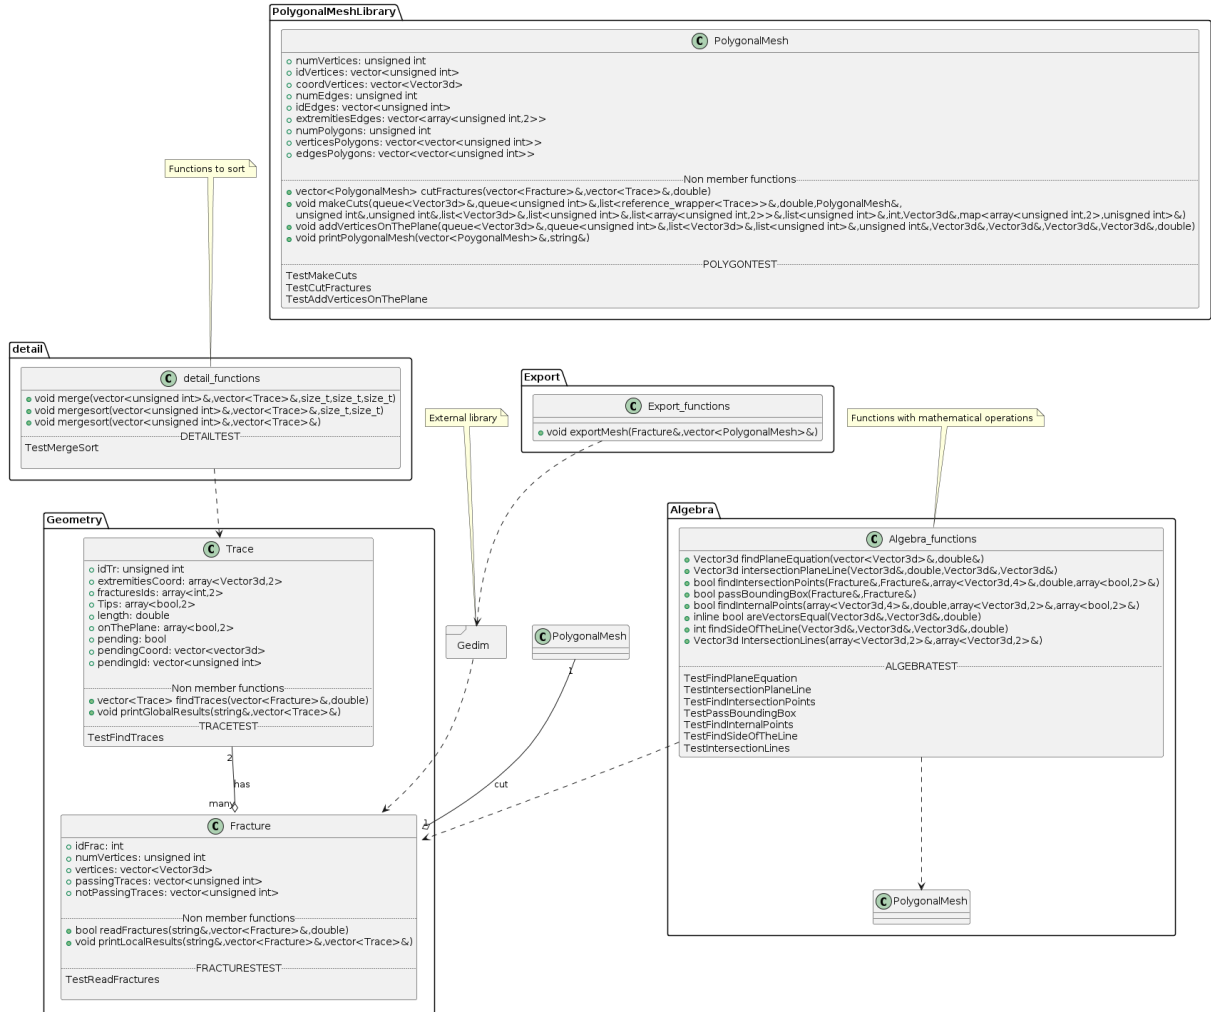 PolygonalMeshLibrary
C PolygonalMesh
numVertices: unsigned int
idVertices: vector<unsigned int>
coordVertices: vector<Vector3d>
numEdges: unsigned int
idEdges: vector<unsigned int>
extremitiesEdges: vector<array<unsigned int,2>>
numPolygons: unsigned int
verticesPolygons: vector<vector<unsigned int>>
edgesPolygons: vector<vector<unsigned int>>
Non member functions
vector<PolygonalMesh> cutFractures(vector<Fracture>&,vector<Trace>&,double)
void makeCuts(queue<Vector3d>&,queue<unsigned int>&,list<reference_wrapper<Trace>>&,double,PolygonalMesh&,
unsigned int&,unsigned int&,list<Vector3d>&,list<unsigned int>&,list<array<unsigned int,2>>&,list<unsigned int>&,int,Vector3d&,map<array<unsigned int,2>,unisgned int>&)
void addVerticesOnThePlane(queue<Vector3d>&,queue<unsigned int>&,list<Vector3d>&,list<unsigned int>&,unsigned int&,Vector3d&,Vector3d&,Vector3d&,Vector3d&,double)
void printPolygonalMesh(vector<PoygonalMesh>&,string&)
POLYGONTEST
TestMakeCuts
TestCutFractures
TestAddVerticesOnThePlane
Functions to sort
detail
C detail_functions
void merge(vector<unsigned int>&,vector<Trace>&,size_t,size_t,size_t)
void mergesort(vector<unsigned int>&,vector<Trace>&,size_t,size_t)
void mergesort(vector<unsigned int>&,vector<Trace>&)
DETAILTEST
TestMergeSort
External library
Export
C Export_functions
void exportMesh(Fracture&,vector<PolygonalMesh>&)
Functions with mathematical operations
Geometry
C Trace
idTr: unsigned int
extremitiesCoord: array<Vector3d,2>
fracturesIds: array<int,2>
Tips: array<bool,2>
length: double
onThePlane: array<bool,2>
pending: bool
pendingCoord: vector<vector3d>
pendingId: vector<unsigned int>
Non member functions
vector<Trace> findTraces(vector<Fracture>&,double)
void printGlobalResults(string&,vector<Trace>&)
TRACETEST
TestFindTraces
Gedim
C PolygonalMesh
Algebra
C Algebra_functions
Vector3d findPlaneEquation(vector<Vector3d>&,double&)
Vector3d intersectionPlaneLine(Vector3d&,double,Vector3d&,Vector3d&)
bool findIntersectionPoints(Fracture&,Fracture&,array<Vector3d,4>&,double,array<bool,2>&)
bool passBoundingBox(Fracture&,Fracture&)
bool findInternalPoints(array<Vector3d,4>&,double,array<Vector3d,2>&,array<bool,2>&)
inline bool areVectorsEqual(Vector3d&,Vector3d&,double)
int findSideOfTheLine(Vector3d&,Vector3d&,Vector3d&,double)
Vector3d IntersectionLines(array<Vector3d,2>&,array<Vector3d,2>&)
ALGEBRATEST
TestFindPlaneEquation
TestIntersectionPlaneLine
TestFindIntersectionPoints
TestPassBoundingBox
TestFindInternalPoints
TestFindSideOfTheLine
TestIntersectionLines
2
has
many
1
cut
1
C Fracture
idFrac: int
numVertices: unsigned int
vertices: vector<Vector3d>
passingTraces: vector<unsigned int>
notPassingTraces: vector<unsigned int>
Non member functions
bool readFractures(string&,vector<Fracture>&,double)
void printLocalResults(string&,vector<Fracture>&,vector<Trace>&)
FRACTURESTEST
TestReadFractures
C PolygonalMesh